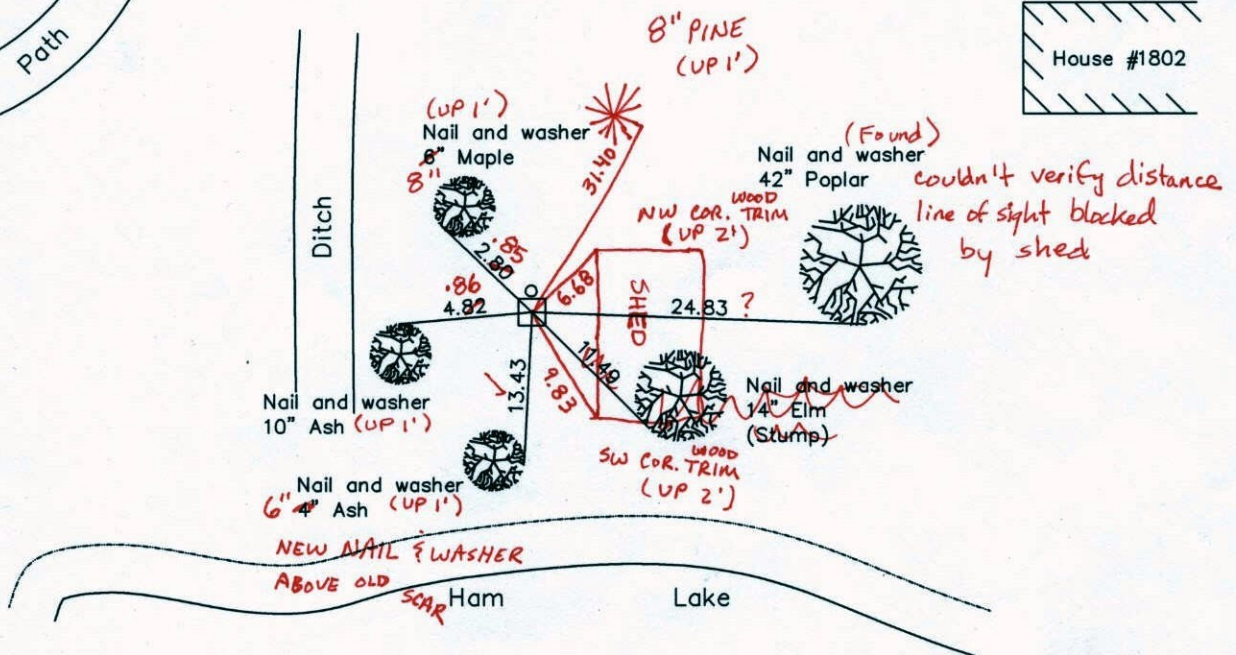 Path
House #1802
8" PINE
(UP 1')
(UP 1')
Nail and washer
6" Maple
8"
(Found)
Nail and washer
42" Poplar
couldn't verify distance
line of sight blocked
by shed
Ditch
31.40
WOOD
NW COR. TRIM
(UP 2')
2.80
.85
.86
4.82
6.68
SHED
24.83 ?
13.43
9.83
11.49
Nail and washer
14" Elm
(Stump)
Nail and washer
10" Ash (UP 1')
WOOD
SW COR. TRIM
(UP 2')
Nail and washer
6" 4" Ash (UP 1')
NEW NAIL & WASHER
ABOVE OLD
SCAR
Ham Lake